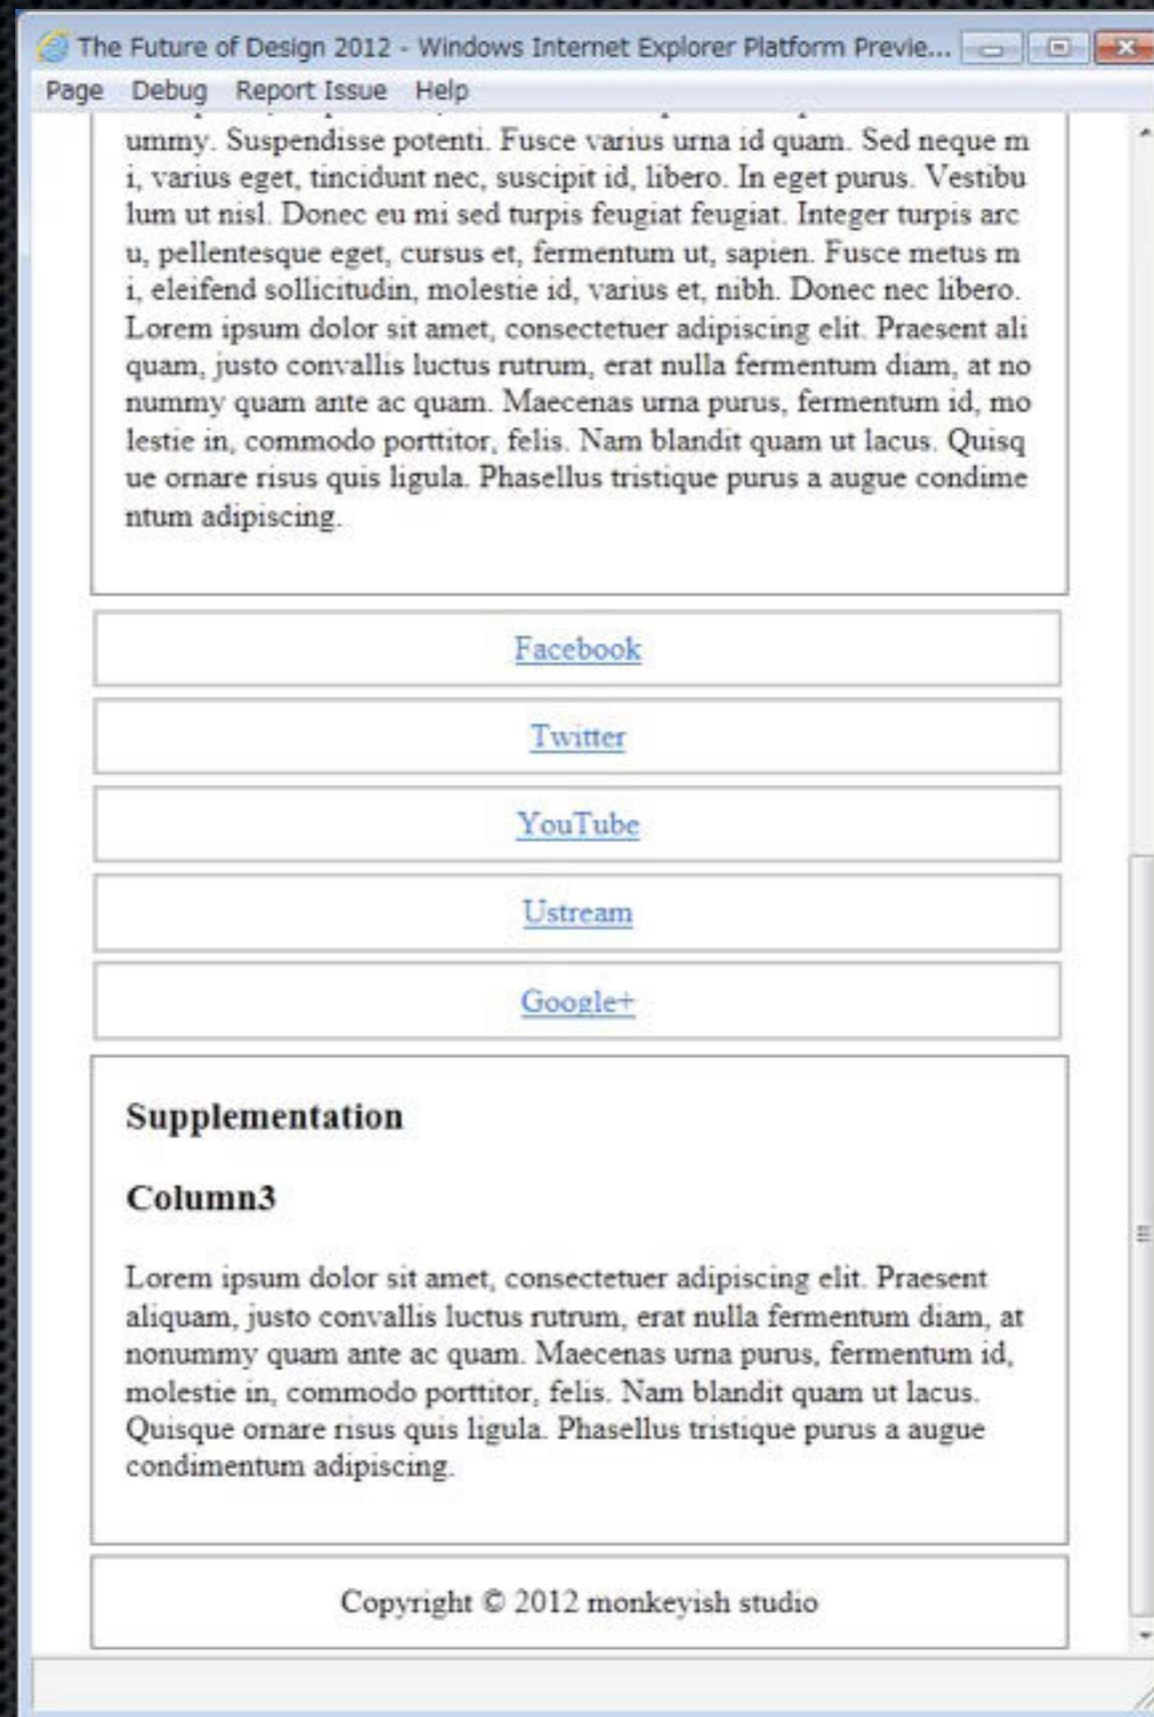 The Future of Design 2012 - Windows Internet Explorer Platform Previe...
Page Debug Report Issue Help
ummy. Suspendisse potenti. Fusce varius urna id quam. Sed neque m
i, varius eget, tincidunt nec, suscipit id, libero. In eget purus. Vestibu
lum ut nisl. Donec eu mi sed turpis feugiat feugiat. Integer turpis arc
u, pellentesque eget, cursus et, fermentum ut, sapien. Fusce metus m
i, eleifend sollicitudin, molestie id, varius et, nibh. Donec nec libero.
Lorem ipsum dolor sit amet, consectetuer adipiscing elit. Praesent ali
quam, justo convallis luctus rutrum, erat nulla fermentum diam, at no
nummy quam ante ac quam. Maecenas urna purus, fermentum id, mo
lestie in, commodo porttitor, felis. Nam blandit quam ut lacus. Quisq
ue ornare risus quis ligula. Phasellus tristique purus a augue condime
ntum adipiscing.
Facebook
Twitter
YouTube
Ustream
Google+
Supplementation
Column3
Lorem ipsum dolor sit amet, consectetuer adipiscing elit. Praesent
aliquam, justo convallis luctus rutrum, erat nulla fermentum diam, at
nonummy quam ante ac quam. Maecenas urna purus, fermentum id,
molestie in, commodo porttitor, felis. Nam blandit quam ut lacus.
Quisque ornare risus quis ligula. Phasellus tristique purus a augue
condimentum adipiscing.
Copyright © 2012 monkeyish studio